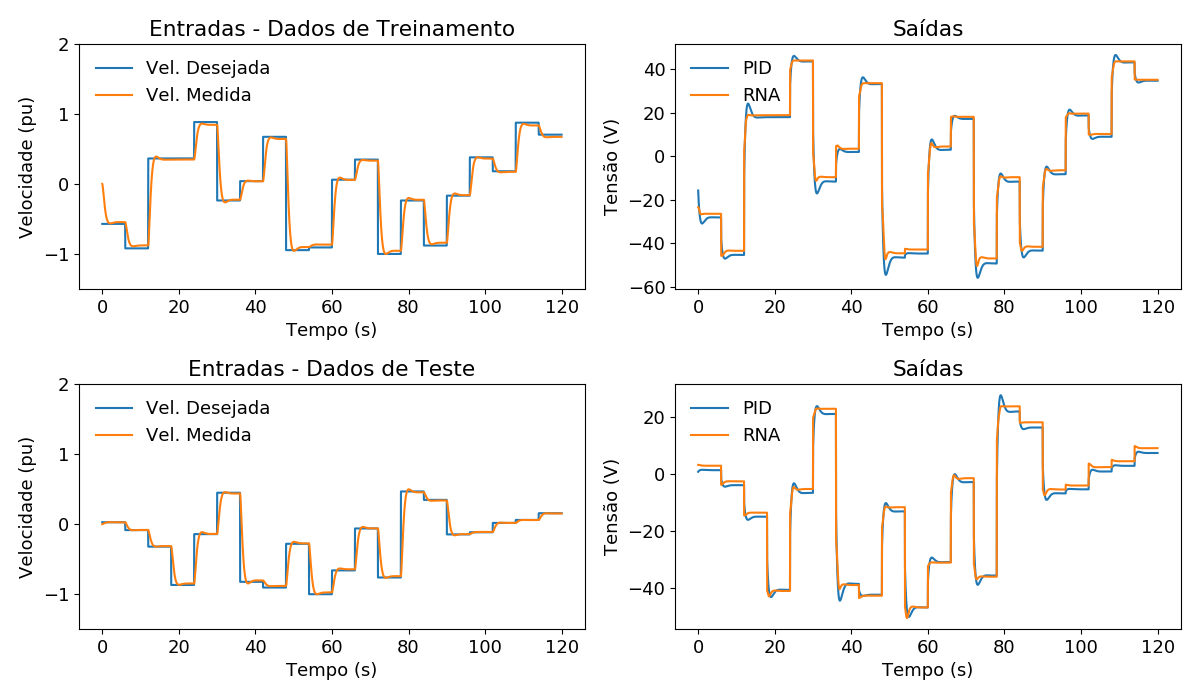 Entradas - Dados de Treinamento
2
1
0
−1
Velocidade (pu)
Vel. Desejada
Vel. Medida
0 20 40 60 80 100 120
Tempo (s)
Saídas
40
20
0
−20
−40
−60
Tensão (V)
PID
RNA
0 20 40 60 80 100 120
Tempo (s)
Entradas - Dados de Teste
2
1
0
−1
Velocidade (pu)
Vel. Desejada
Vel. Medida
0 20 40 60 80 100 120
Tempo (s)
Saídas
20
0
−20
−40
Tensão (V)
PID
RNA
0 20 40 60 80 100 120
Tempo (s)